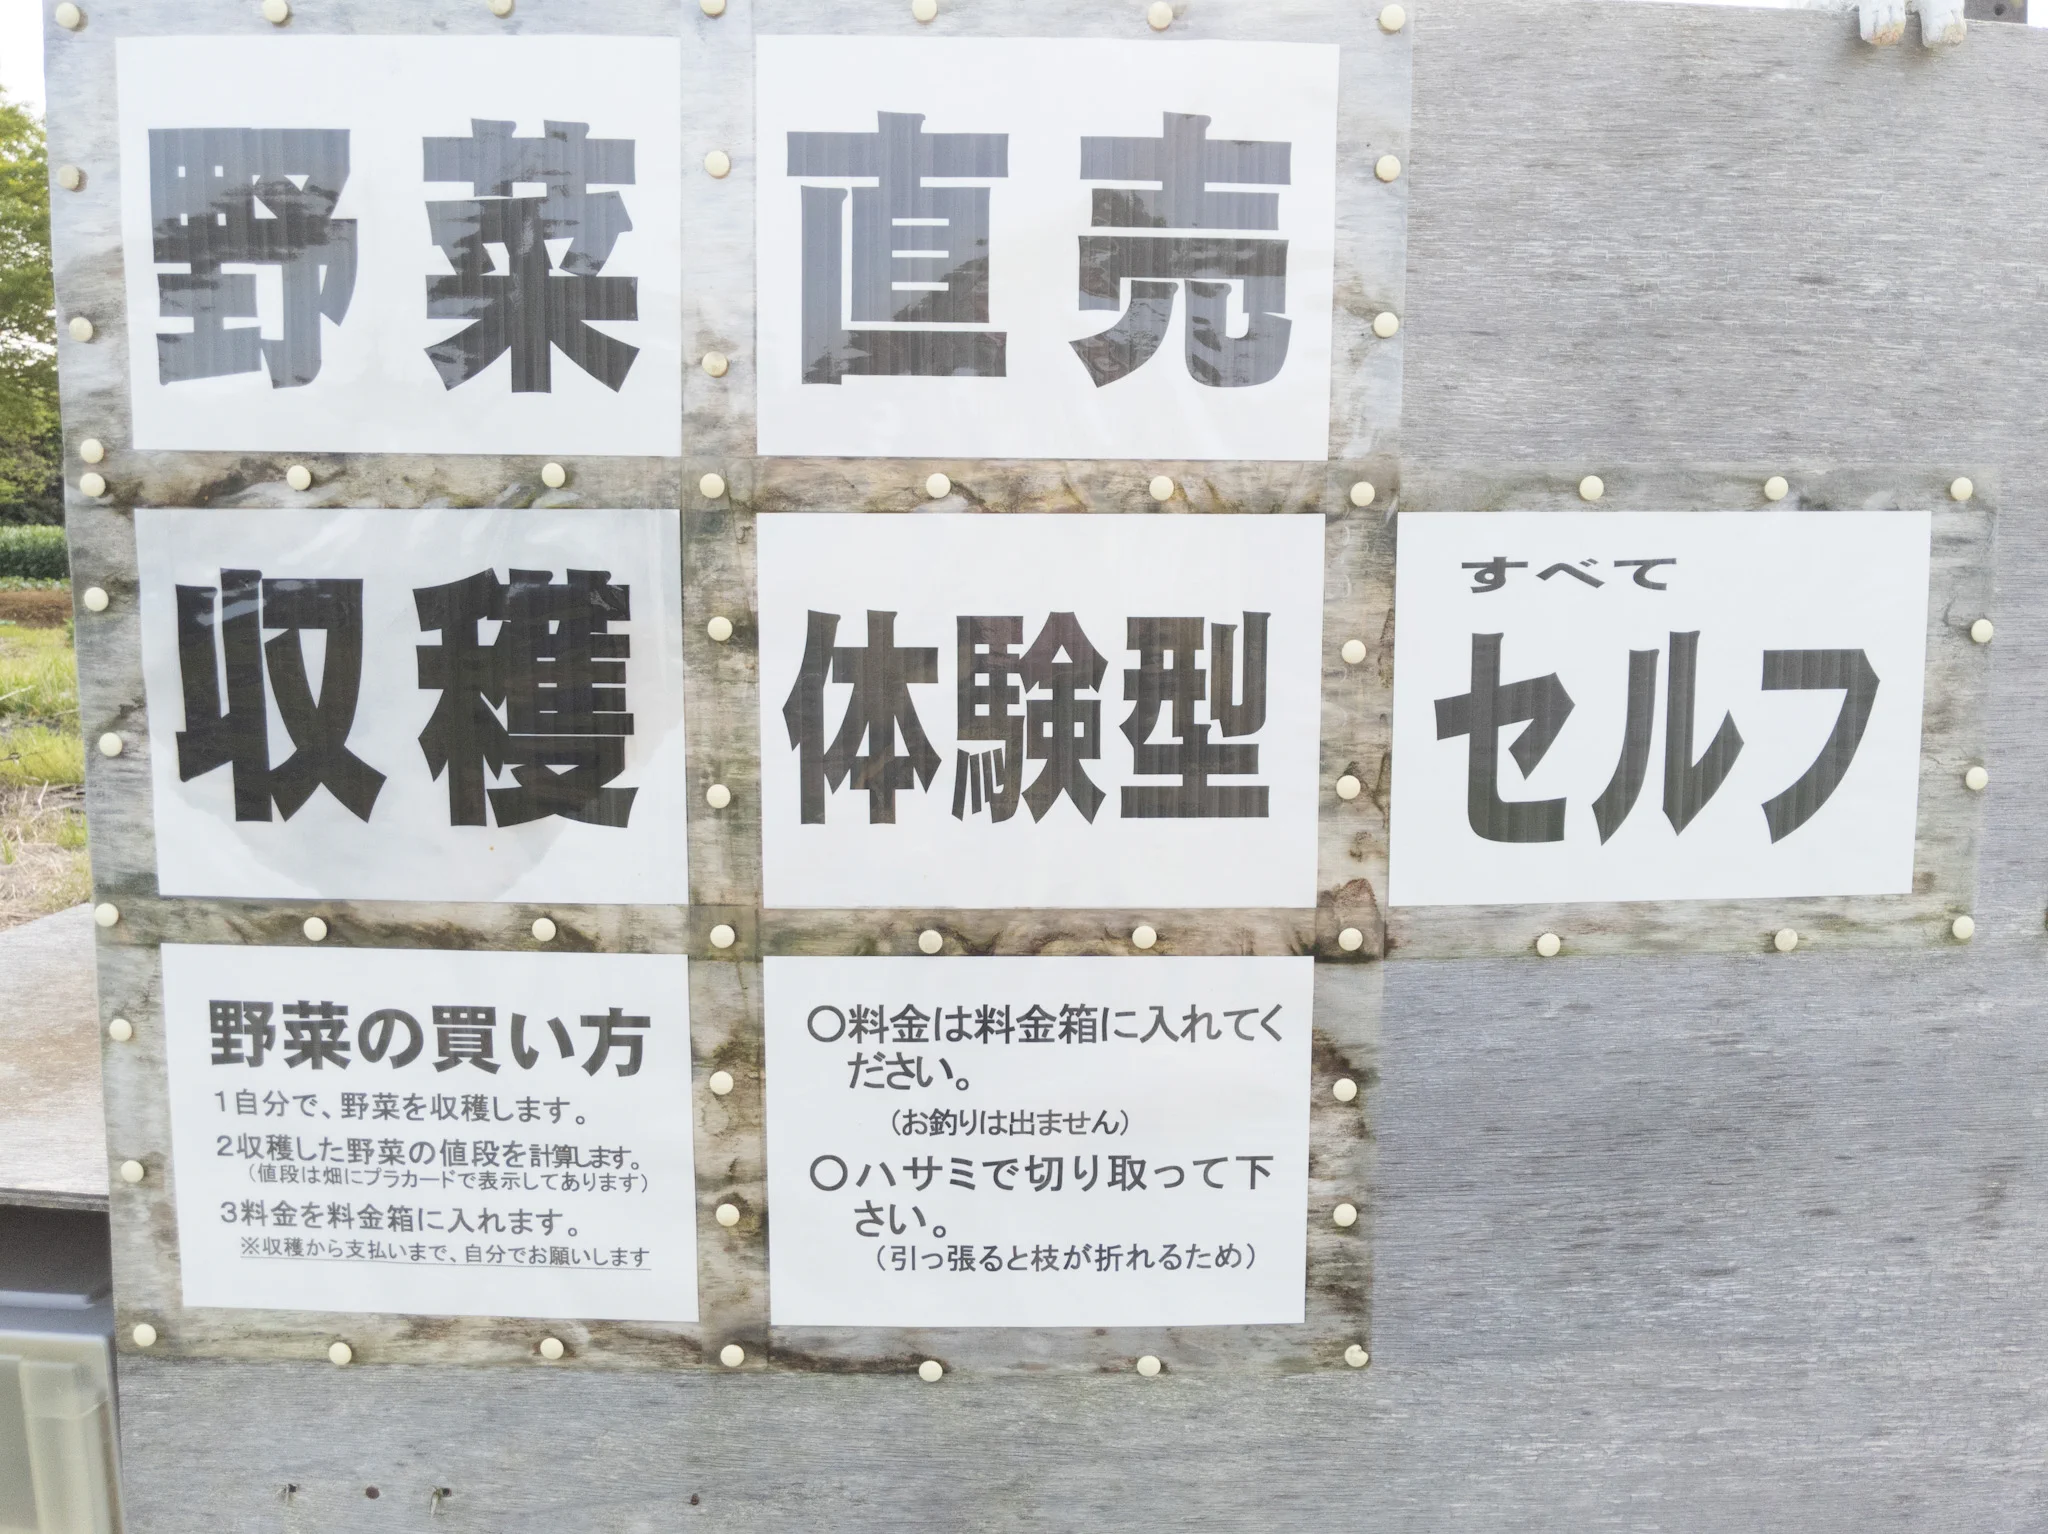 野菜
直売
収穫
体験型
すべて
セルフ
野菜の買い方
1自分で、野菜を収穫します。
2収穫した野菜の値段を計算します。
（値段は畑にプラカードで表示してあります）
3料金を料金箱に入れます。
※収穫から支払いまで、自分でお願いします
〇料金は料金箱に入れてく
ださい。
（お釣りは出ません）
〇ハサミで切り取って下
さい。
（引っ張ると枝が折れるため）